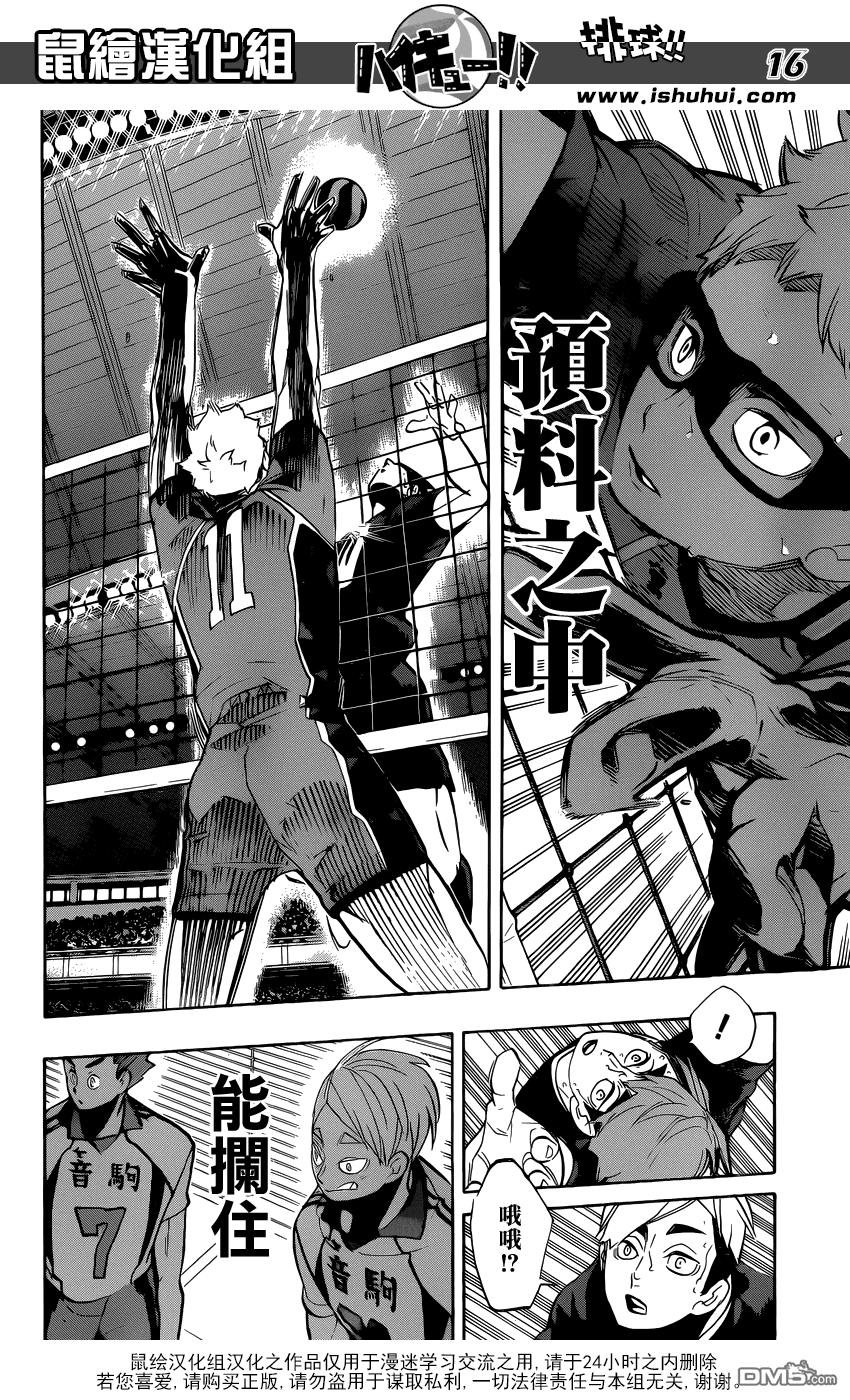 鼠繪漢化組
ハイキュー!!
排球!!
16
www.ishuhui.com
預料之中
11
!
哦哦!?
能攔住
音駒
7
音駒
鼠绘汉化组汉化之作品仅用于漫迷学习交流之用,请于24小时之内删除
若您喜爱,请购买正版,请勿盗用于谋取私利,一切法律责任与本组无关,谢谢。
DM5.com